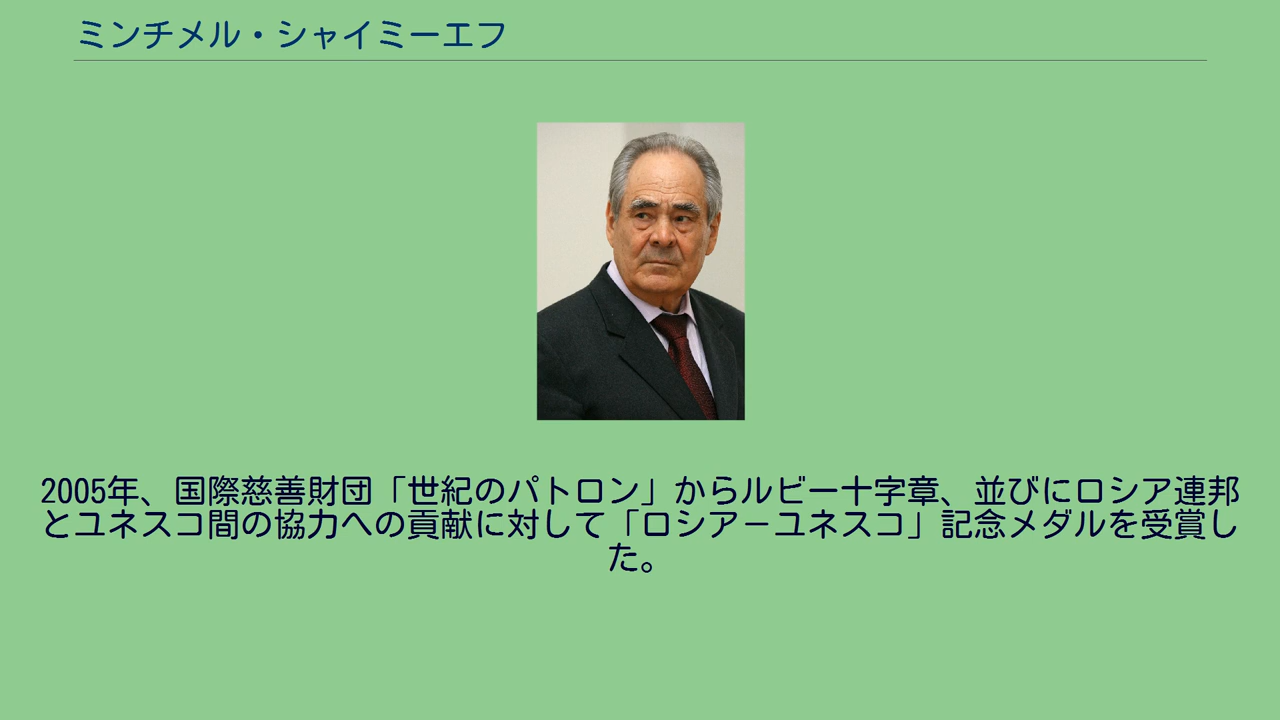 ミンチメル・シャイミーエフ
2005年、国際慈善財団「世紀のパトロン」からルビー十字章、並びにロシア連邦
とユネスコ間の協力への貢献に対して「ロシア－ユネスコ」記念メダルを受賞し
た。